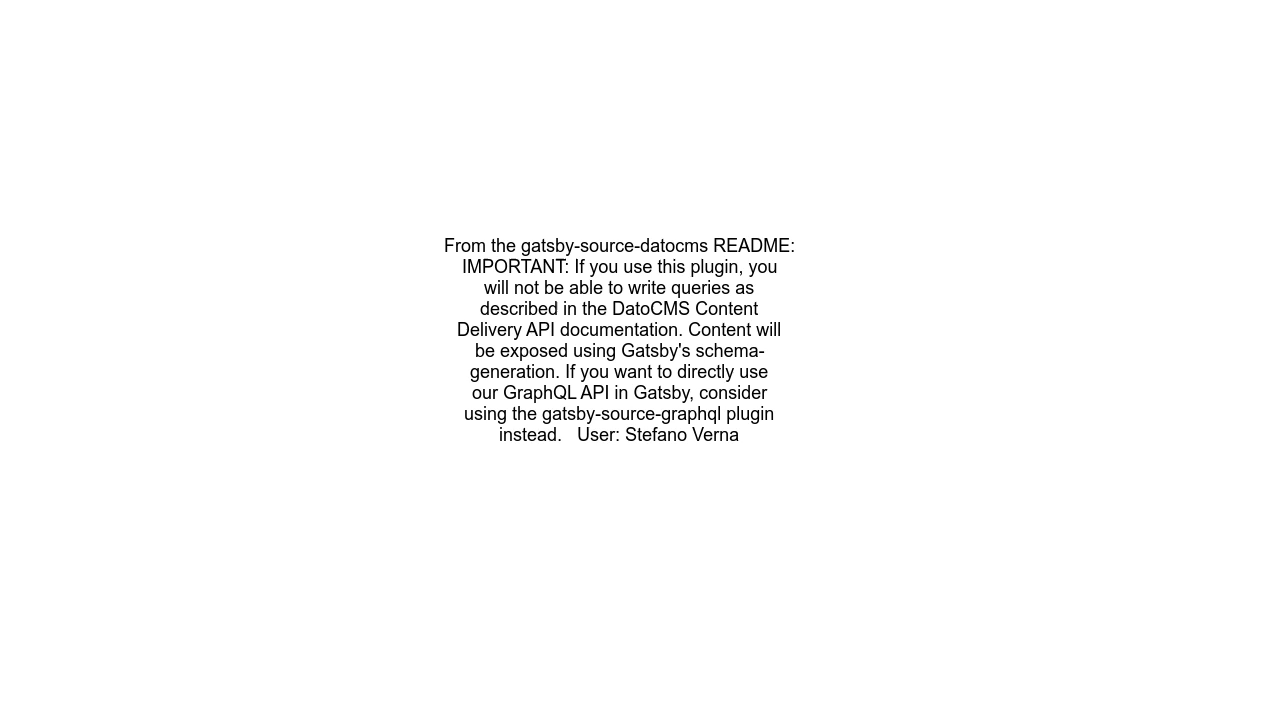 From the gatsby-source-datocms README:
IMPORTANT: If you use this plugin, you
will not be able to write queries as
described in the DatoCMS Content
Delivery API documentation. Content will
be exposed using Gatsby's schema-
generation. If you want to directly use
our GraphQL API in Gatsby, consider
using the gatsby-source-graphql plugin
instead.   User: Stefano Verna